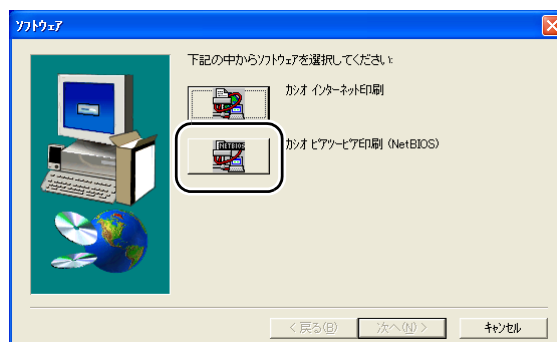 ソフトウェア
下記の中からソフトウェアを選択してください:
カシオ インターネット印刷
NETBIOS
カシオ ピアツーピア印刷 (NetBIOS)
< 戻る(B)
次へ(N) >
キャンセル